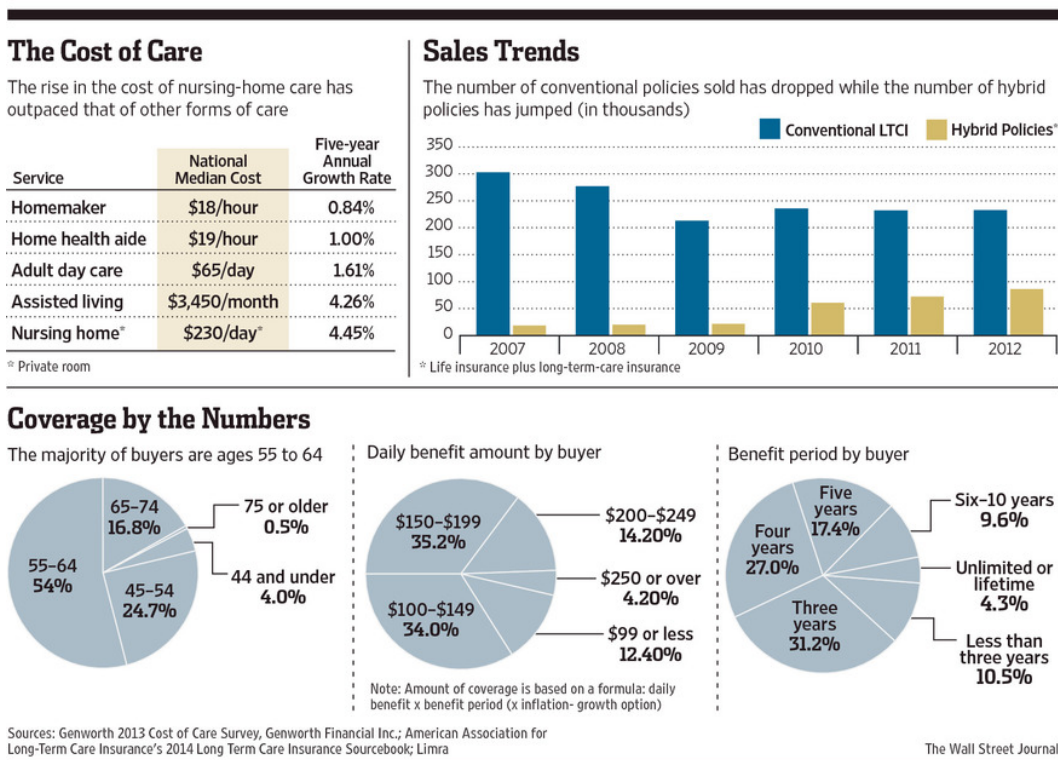 The Cost of Care
The rise in the cost of nursing-home care has
outpaced that of other forms of care
Service
National
Median Cost
Five-year
Annual
Growth Rate
Homemaker $18/hour 0.84%
Home health aide $19/hour 1.00%
Adult day care $65/day 1.61%
Assisted living $3,450/month 4.26%
Nursing home* $230/day* 4.45%
* Private room
Sales Trends
The number of conventional policies sold has dropped while the number of hybrid
policies has jumped (in thousands)
Conventional LTCI Hybrid Policies*
350
300
250
200
150
100
50
0
2007 2008 2009 2010 2011 2012
* Life insurance plus long-term-care insurance
Coverage by the Numbers
The majority of buyers are ages 55 to 64
65–74
16.8%
75 or older
0.5%
55–64
54%
45–54
24.7%
44 and under
4.0%
Daily benefit amount by buyer
$150–$199
35.2%
$200–$249
14.20%
$250 or over
4.20%
$100–$149
34.0%
$99 or less
12.40%
Note: Amount of coverage is based on a formula: daily
benefit x benefit period (x inflation- growth option)
Benefit period by buyer
Five
years
17.4%
Six–10 years
9.6%
Four
years
27.0%
Unlimited or
lifetime
4.3%
Three
years
31.2%
Less than
three years
10.5%
Sources: Genworth 2013 Cost of Care Survey, Genworth Financial Inc.; American Association for
Long-Term Care Insurance's 2014 Long Term Care Insurance Sourcebook; Limra
The Wall Street Journal